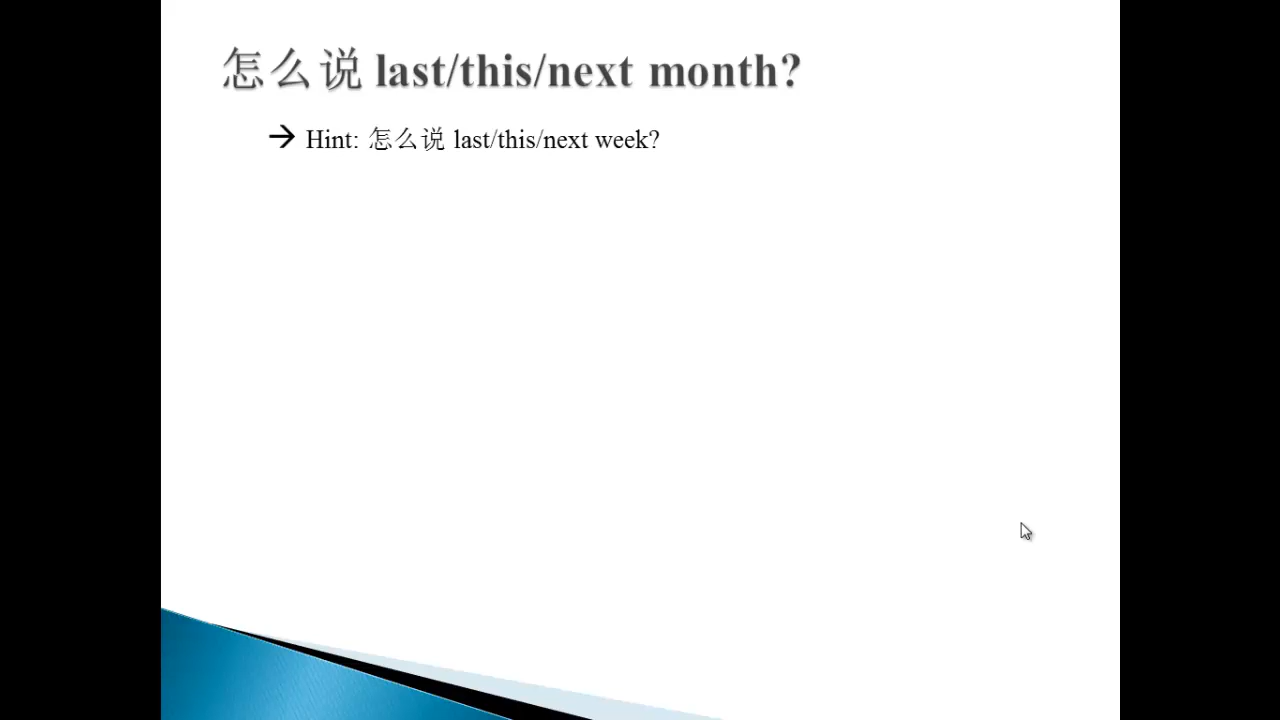 怎么说 last/this/next month?
→ Hint: 怎么说 last/this/next week?